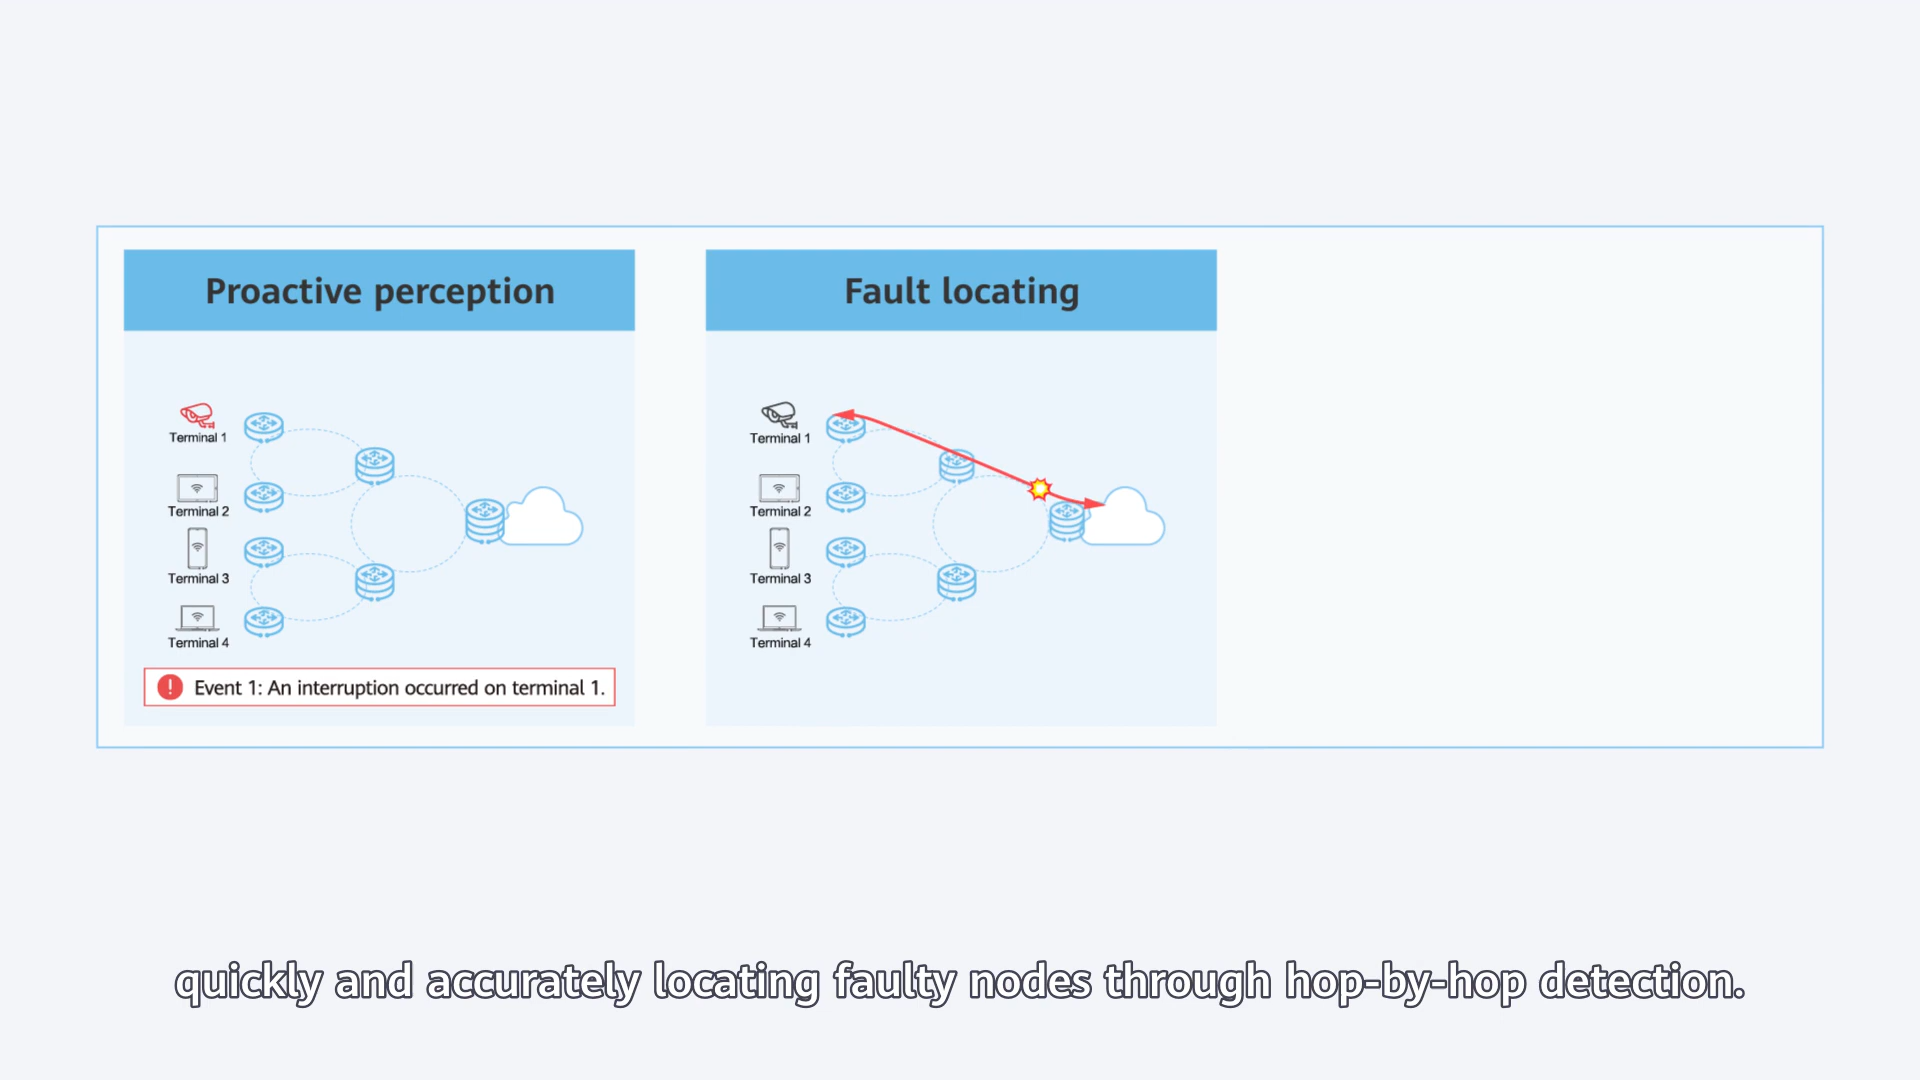 Proactive perception
Terminal 1
Terminal 2
Terminal 3
Terminal 4
Event 1: An interruption occurred on terminal 1.
Fault locating
Terminal 1
Terminal 2
Terminal 3
Terminal 4
quickly and accurately locating faulty nodes through hop-by-hop detection.